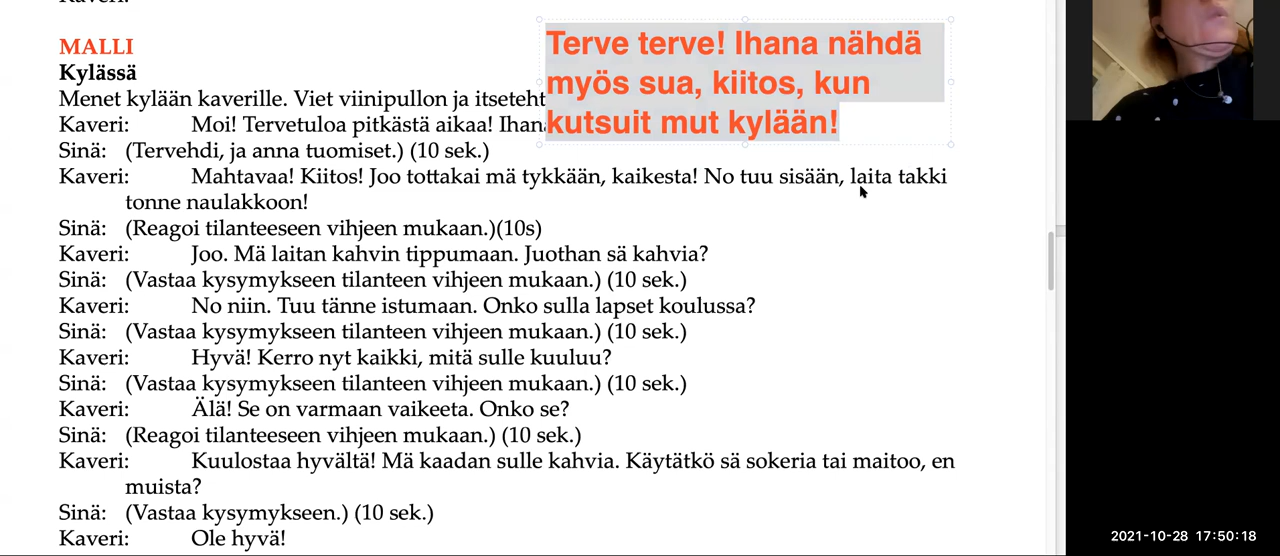 Kaveri:
MALLI
Kylässä
Terve terve! Ihana nähdä
myös sua, kiitos, kun
kutsuit mut kylään!
Menet kylään kaverille. Viet viinipullon ja
Kaveri: Moi! Tervetuloa pitkästä aikaa!
Sinä: (Tervehdi, ja anna tuomiset.) (10 sek.)
Kaveri: Mahtavaa! Kiitos! Joo tottakai mä tykkään, kaikesta! No tuu sisään, laita takki
tonne naulakkoon!
Sinä: (Reagoi tilanteeseen vihjeen mukaan.)(10s)
Kaveri: Joo. Mä laitan kahvin tippumaan. Juothan sä kahvia?
Sinä: (Vastaa kysymykseen tilanteen vihjeen mukaan.) (10 sek.)
Kaveri: No niin. Tuu tänne istumaan. Onko sulla lapset koulussa?
Sinä: (Vastaa kysymykseen tilanteen vihjeen mukaan.) (10 sek.)
Kaveri: Hyvä! Kerro nyt kaikki, mitä sulle kuuluu?
Sinä: (Vastaa kysymykseen tilanteen vihjeen mukaan.) (10 sek.)
Kaveri: Älä! Se on varmaan vaikeeta. Onko se?
Sinä: (Reagoi tilanteeseen vihjeen mukaan.) (10 sek.)
Kaveri: Kuulostaa hyvältä! Mä kaadan sulle kahvia. Käytätkö sä sokeria tai maitoo, en
muista?
Sinä: (Vastaa kysymykseen.) (10 sek.)
Kaveri: Ole hyvä!
2021-10-28 17:50:18